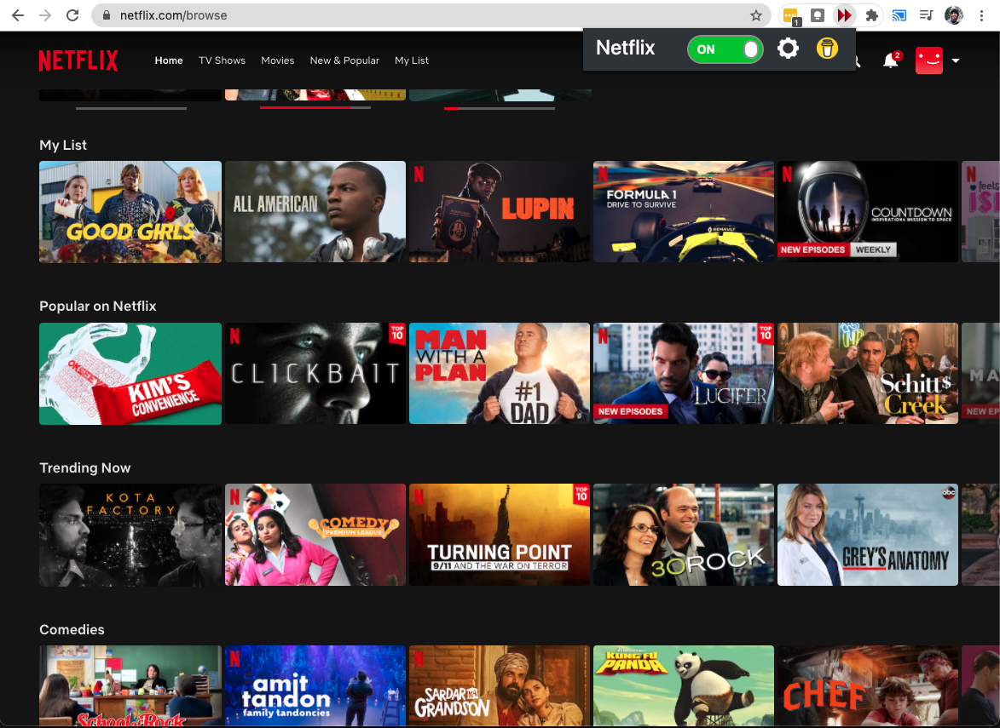 netflix.com/browse
1
Netflix
ON
NETFLIX
Home
TV Shows
Movies
New & Popular
My List
2
My List
GOOD GIRLS
ALL AMERICAN
N
LUPIN
N
FORMULA 1
DRIVE TO SURVIVE
RENAULT
N
COUNTDOWN
INSPIRATION4 MISSION TO SPACE
NEW EPISODES
WEEKLY
N
Popular on Netflix
KIM'S
CONVENIENCE
N
TOP
10
CLICKBAIT
MAN
WITH A
PLAN
#1
DAD
N
TOP
10
LUCIFER
NEW EPISODES
Schitt$
Creek
MA
NEW EP
Trending Now
KOTA
FACTORY
N
COMEDY
PREMIUM LEAGUE
N
TOP
10
TURNING POINT
9/11 AND THE WAR ON TERROR
30 ROCK
abc
GREY'S ANATOMY
Comedies
School of Rock
N
amit
tandon
family tandoncies
N
SARDAR KA
GRANDSON
KUNG FU
PANDA
CHEF